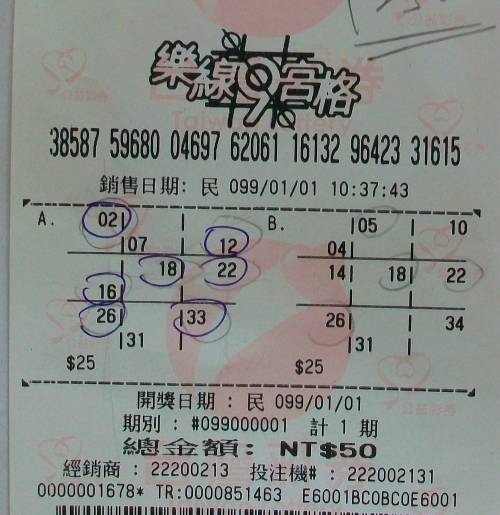 樂線9宮格
38587 59680 04697 62061 16132 96423 31615
銷售日期: 民 099/01/01 10:37:43
A. 02 B. 05 10
07 12 04
18 22 14 18 22
16
26 33 26 34
31 31
$25 $25
開獎日期 : 民 099/01/01
期別 : #099000001 計 1 期
總金額: NT$50
經銷商 : 22200213 投注機# : 222002131
0000001678* TR:0000851463 E6001BC0BC0E6001